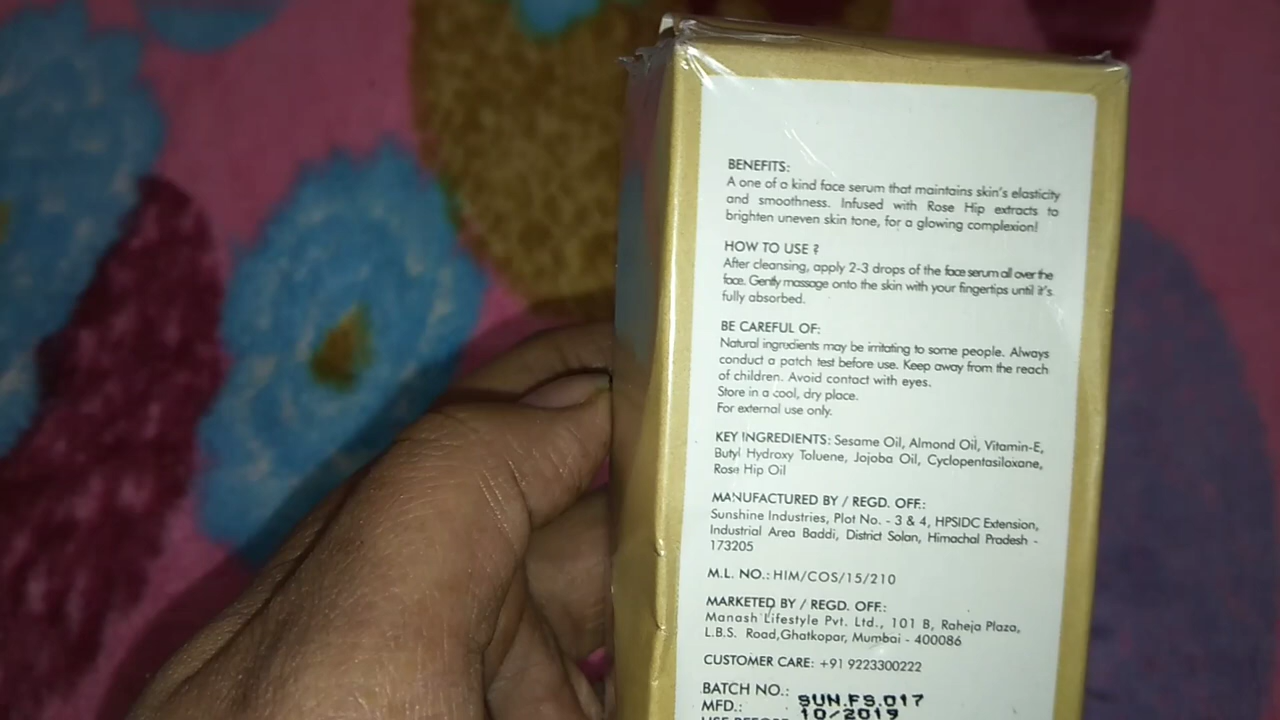 BENEFITS:
A one of a kind face serum that maintains skin's elasticity
and smoothness. Infused with Rose Hip extracts to
brighten uneven skin tone, for a glowing complexion!
HOW TO USE ?
After cleansing, apply 2-3 drops of the face serum all over the
face. Gently massage onto the skin with your fingertips until it's
fully absorbed.
BE CAREFUL OF:
Natural ingredients may be irritating to some people. Always
conduct a patch test before use. Keep away from the reach
of children. Avoid contact with eyes.
Store in a cool, dry place.
For external use only.
KEY INGREDIENTS: Sesame Oil, Almond Oil, Vitamin-E,
Butyl Hydroxy Toluene, Jojoba Oil, Cyclopentasiloxane,
Rose Hip Oil
MANUFACTURED BY / REGD. OFF.:
Sunshine Industries, Plot No. - 3 & 4, HPSIDC Extension,
Industrial Area Baddi, District Solan, Himachal Pradesh -
173205
M.L. NO.: HIM/COS/15/210
MARKETED BY / REGD. OFF.:
Manash Lifestyle Pvt. Ltd., 101 B, Raheja Plaza,
L.B.S. Road,Ghatkopar, Mumbai - 400086
CUSTOMER CARE: +91 9223300222
BATCH NO.: SUN.FS.017
MFD.: 10/2019